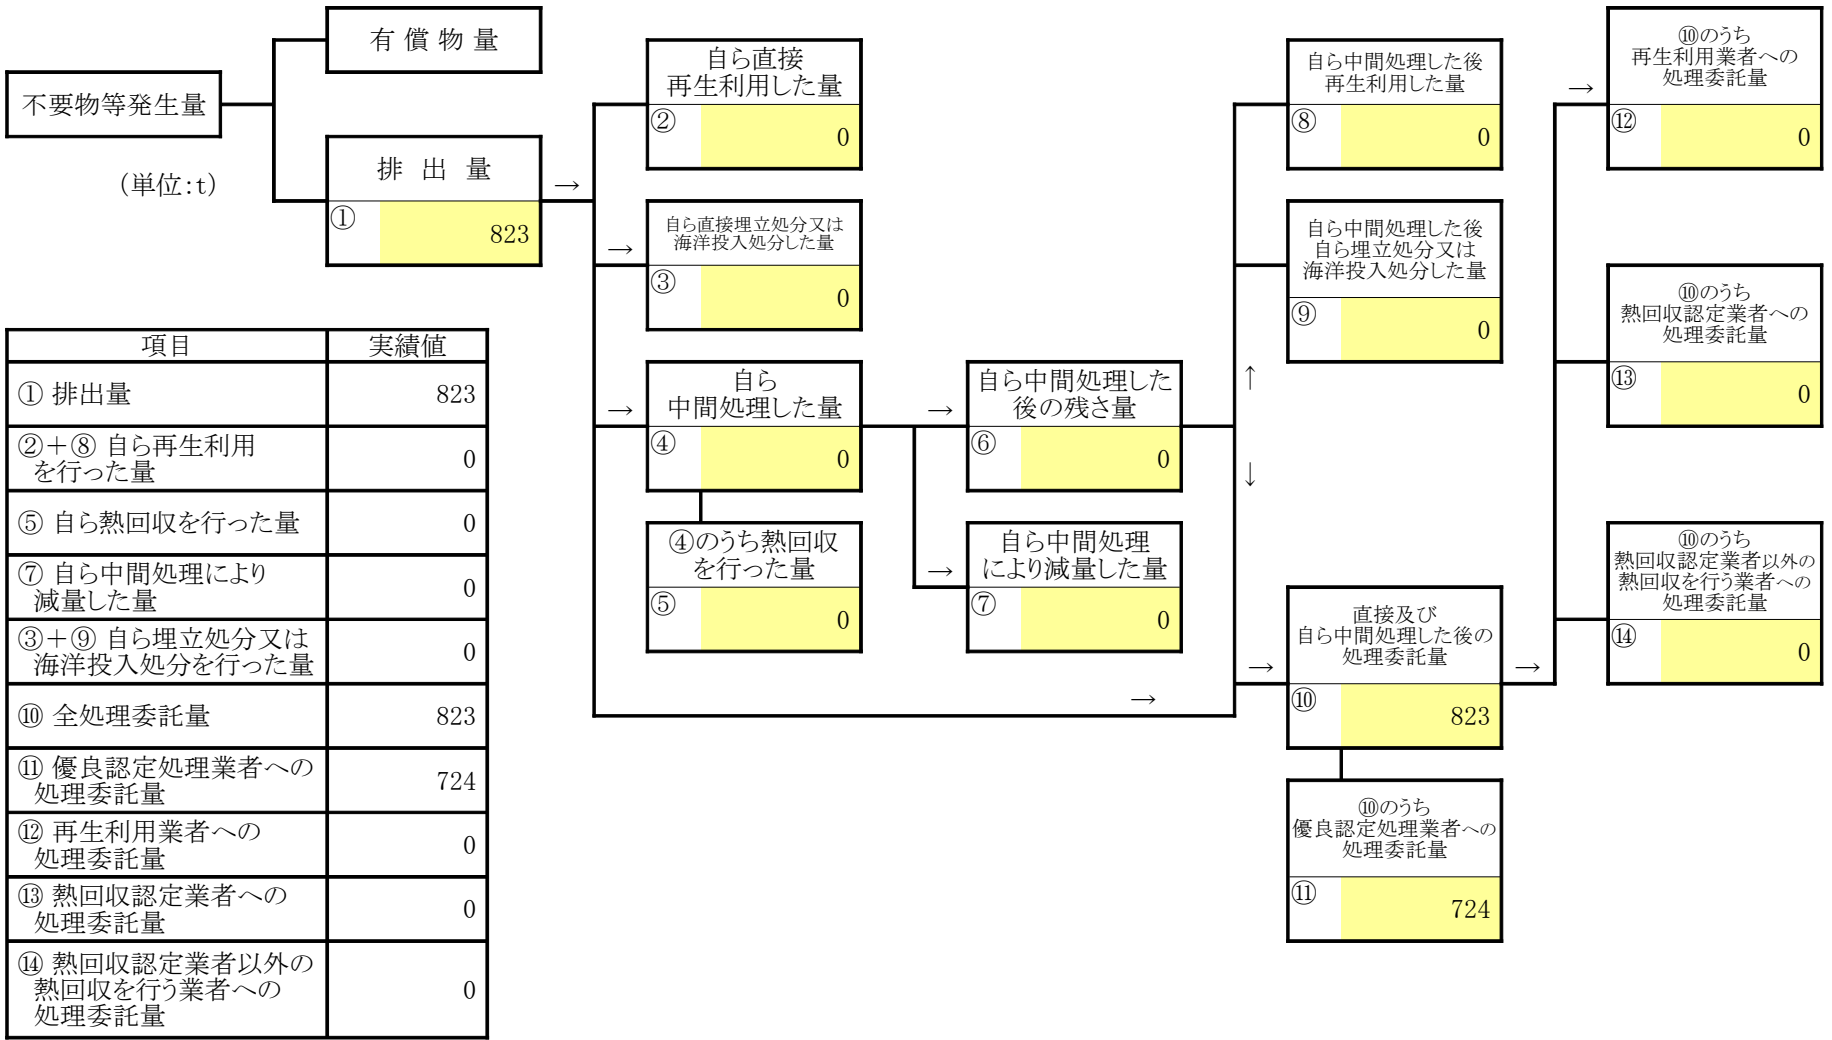 不要物等発生量
(単位:t)
有 償 物 量
排 出 量
①
823
→
自ら直接
再生利用した量
②
0
→
自ら直接埋立処分又は
海洋投入処分した量
③
0
→
自ら
中間処理した量
④
0
④のうち熱回収
を行った量
⑤
0
→
自ら中間処理した
後の残さ量
⑥
0
→
自ら中間処理
により減量した量
⑦
0
→
自ら中間処理した後
再生利用した量
⑧
0
自ら中間処理した後
自ら埋立処分又は
海洋投入処分した量
⑨
0
↑
↓
→
直接及び
自ら中間処理した後の
処理委託量
⑩
823
⑩のうち
優良認定処理業者への
処理委託量
⑪
724
→
→
⑩のうち
再生利用業者への
処理委託量
⑫
0
⑩のうち
熱回収認定業者への
処理委託量
⑬
0
⑩のうち
熱回収認定業者以外の
熱回収を行う業者への
処理委託量
⑭
0
項目 実績値
① 排出量 823
②+⑧ 自ら再生利用
を行った量 0
⑤ 自ら熱回収を行った量 0
⑦ 自ら中間処理により
減量した量 0
③+⑨ 自ら埋立処分又は
海洋投入処分を行った量 0
⑩ 全処理委託量 823
⑪ 優良認定処理業者への
処理委託量 724
⑫ 再生利用業者への
処理委託量 0
⑬ 熱回収認定業者への
処理委託量 0
⑭ 熱回収認定業者以外の
熱回収を行う業者への
処理委託量 0